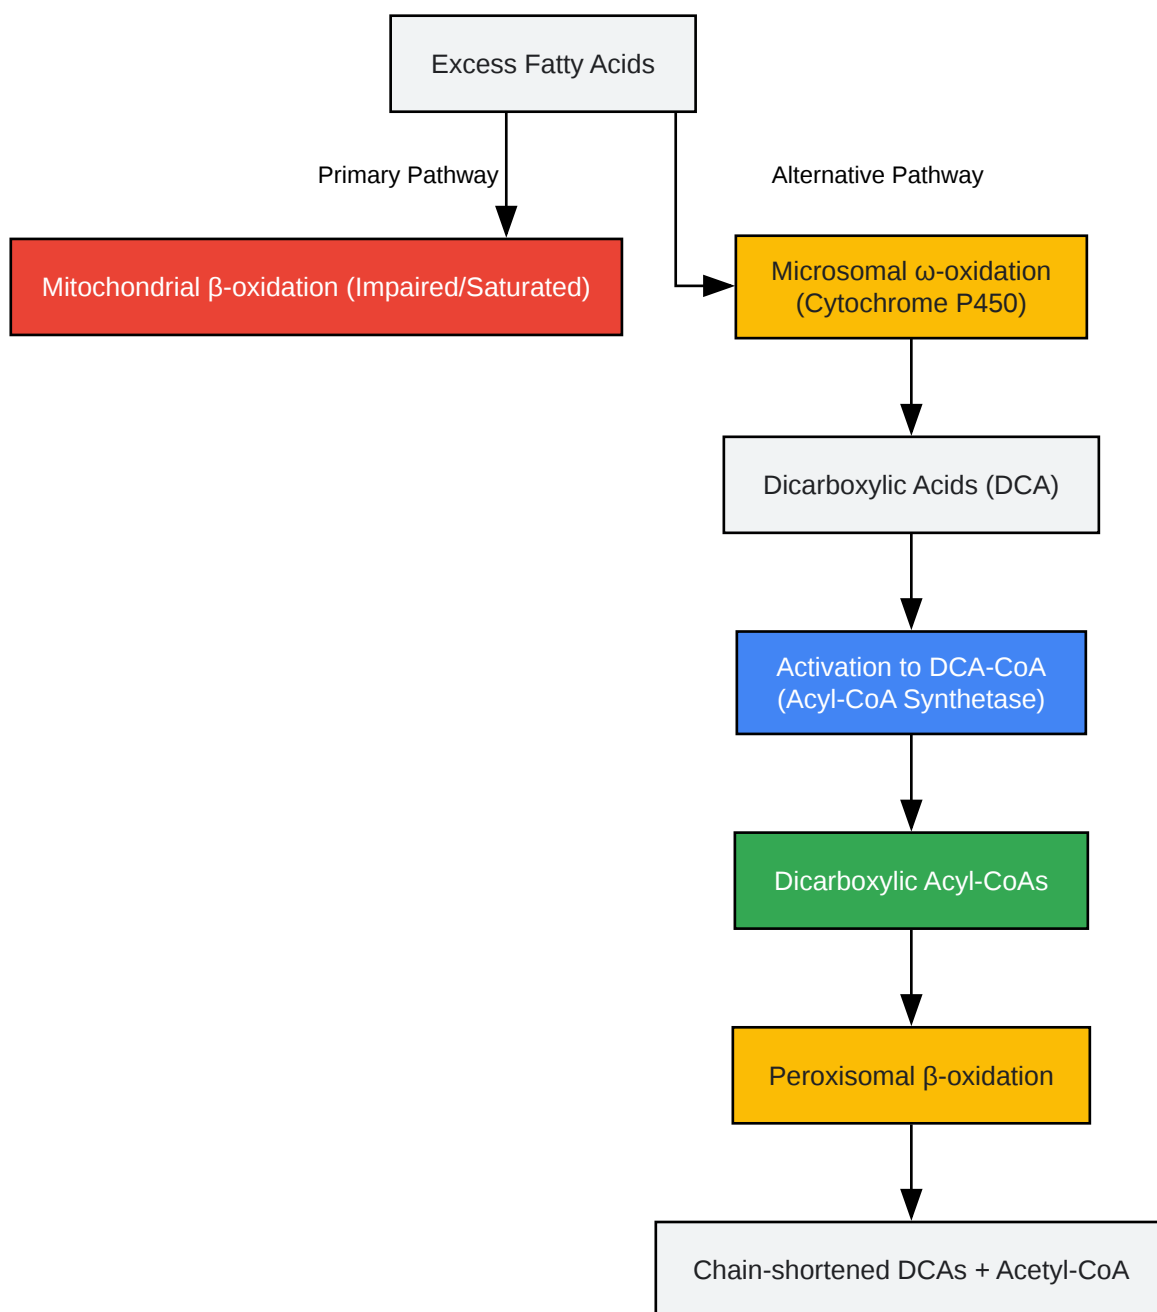 Excess Fatty Acids
Primary Pathway
Alternative Pathway
Mitochondrial β-oxidation (Impaired/Saturated)
Microsomal ω-oxidation
(Cytochrome P450)
Dicarboxylic Acids (DCA)
Activation to DCA-CoA
(Acyl-CoA Synthetase)
Dicarboxylic Acyl-CoAs
Peroxisomal β-oxidation
Chain-shortened DCAs + Acetyl-CoA